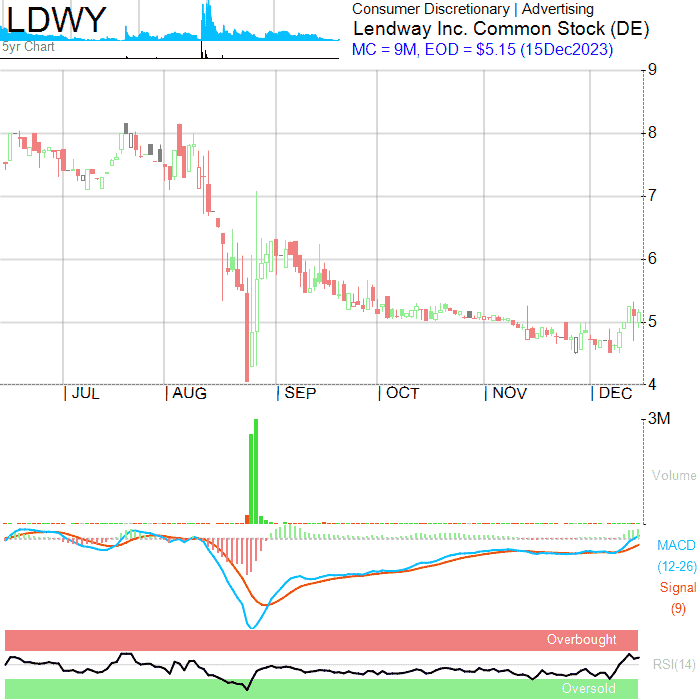 LDWY
5yr Chart
Consumer Discretionary | Advertising
Lendway Inc. Common Stock (DE)
MC = 9M, EOD = $5.15 (15Dec2023)
9
8
7
6
5
4
JUL AUG SEP OCT NOV DEC
3M
Volume
MACD
(12-26)
Signal
(9)
Overbought
RSI(14)
Oversold